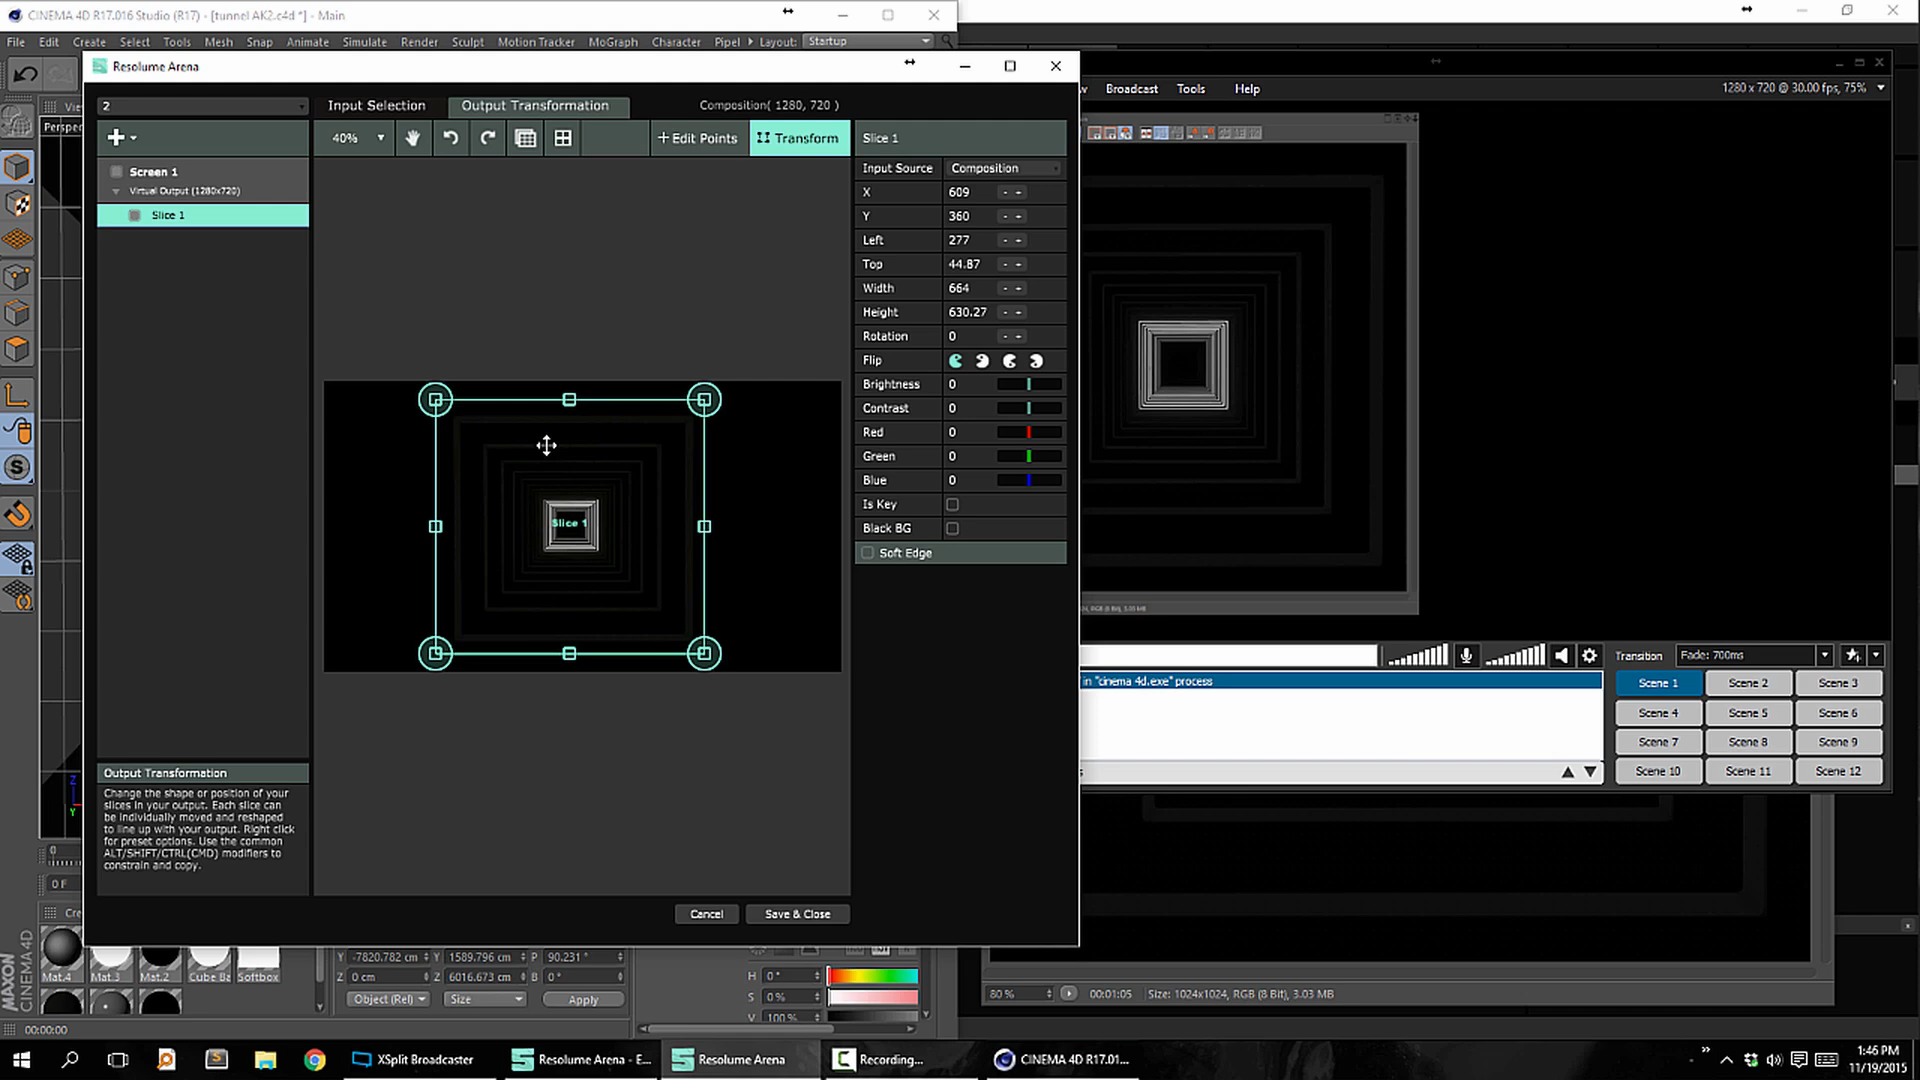 CINEMA 4D R17.016 Studio (R17) - [tunnel AK2.c4d *] - Main
File Edit Create Select Tools Mesh Snap Animate Simulate Render Sculpt Motion Tracker MoGraph Character Pipel Layout: Startup
Resolume Arena
2
Input Selection
Output Transformation
Composition( 1280, 720 )
Broadcast Tools Help
1280 x 720 @ 30.00 fps, 75%
Perspe
40%
Edit Points
Transform
Slice 1
Screen 1
Virtual Output (1280x720)
Slice 1
Input Source Composition
X 609
Y 360
Left 277
Top 44.87
Width 664
Height 630.27
Rotation 0
Flip
Brightness 0
Contrast 0
Red 0
Green 0
Blue 0
Is Key
Black BG
Soft Edge
Slice 1
Output Transformation
Change the shape or position of your
slices in your output. Each slice can
be individually moved and reshaped
to line up with your output. Right click
for preset options. Use the common
ALT/SHIFT/CTRL(CMD) modifiers to
constrain and copy.
Cancel
Save & Close
Transition Fade: 700ms
in "cinema 4d.exe" process
Scene 1 Scene 2 Scene 3
Scene 4 Scene 5 Scene 6
Scene 7 Scene 8 Scene 9
Scene 10 Scene 11 Scene 12
Z
Y
0
0 F
Cre
Mat.4 Mat.3 Mat.2 Cube Ba Softbox
Y -7820.782 cm Y 1589.796 cm P 90.231 °
Z 0 cm Z 6016.673 cm B 0 °
Object (Rel) Size Apply
H 0 °
S 0 %
V 100 %
MAXON
CINEMA 4D
80 % 00:01:05 Size: 1024x1024, RGB (8 Bit), 3.03 MB
00:00:00
XSplit Broadcaster
Resolume Arena - E...
Resolume Arena
Recording...
CINEMA 4D R17.01...
1:46 PM
11/19/2015